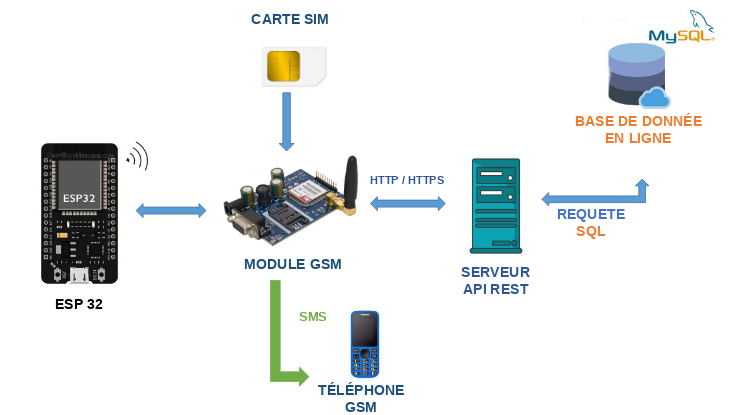 CARTE SIM
MySQL
BASE DE DONNÉE
EN LIGNE
ESP32
HTTP / HTTPS
REQUETE
SQL
MODULE GSM
SERVEUR
API REST
ESP 32
SMS
TÉLÉPHONE
GSM